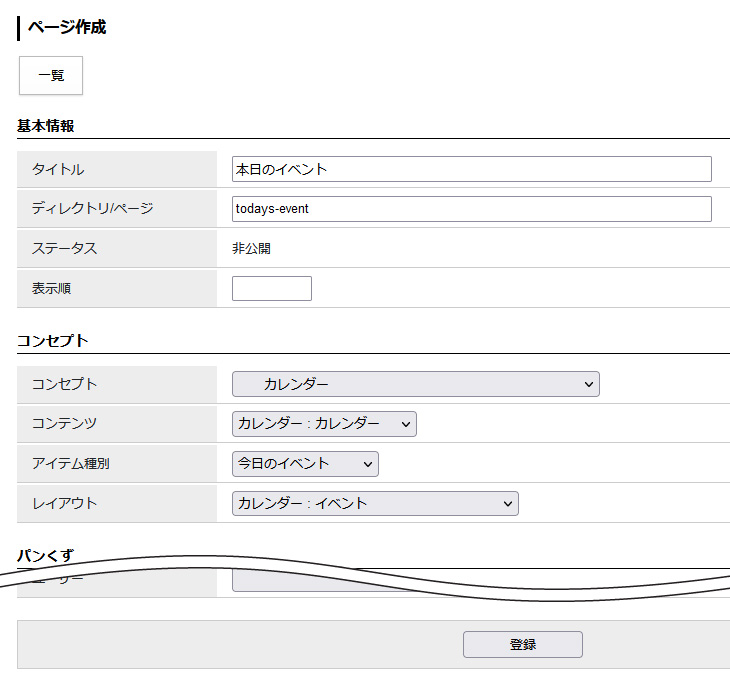 ページ作成
一覧
基本情報
タイトル 本日のイベント
ディレクトリ/ページ todays-event
ステータス 非公開
表示順
コンセプト
コンセプト カレンダー
コンテンツ カレンダー : カレンダー
アイテム種別 今日のイベント
レイアウト カレンダー : イベント
パンくず
登録